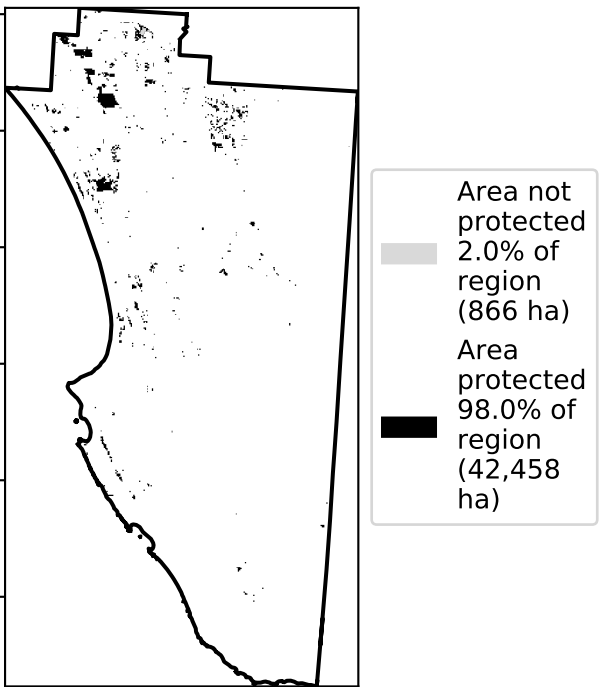 Area not
protected
2.0% of
region
(866 ha)
Area
protected
98.0% of
region
(42,458
ha)